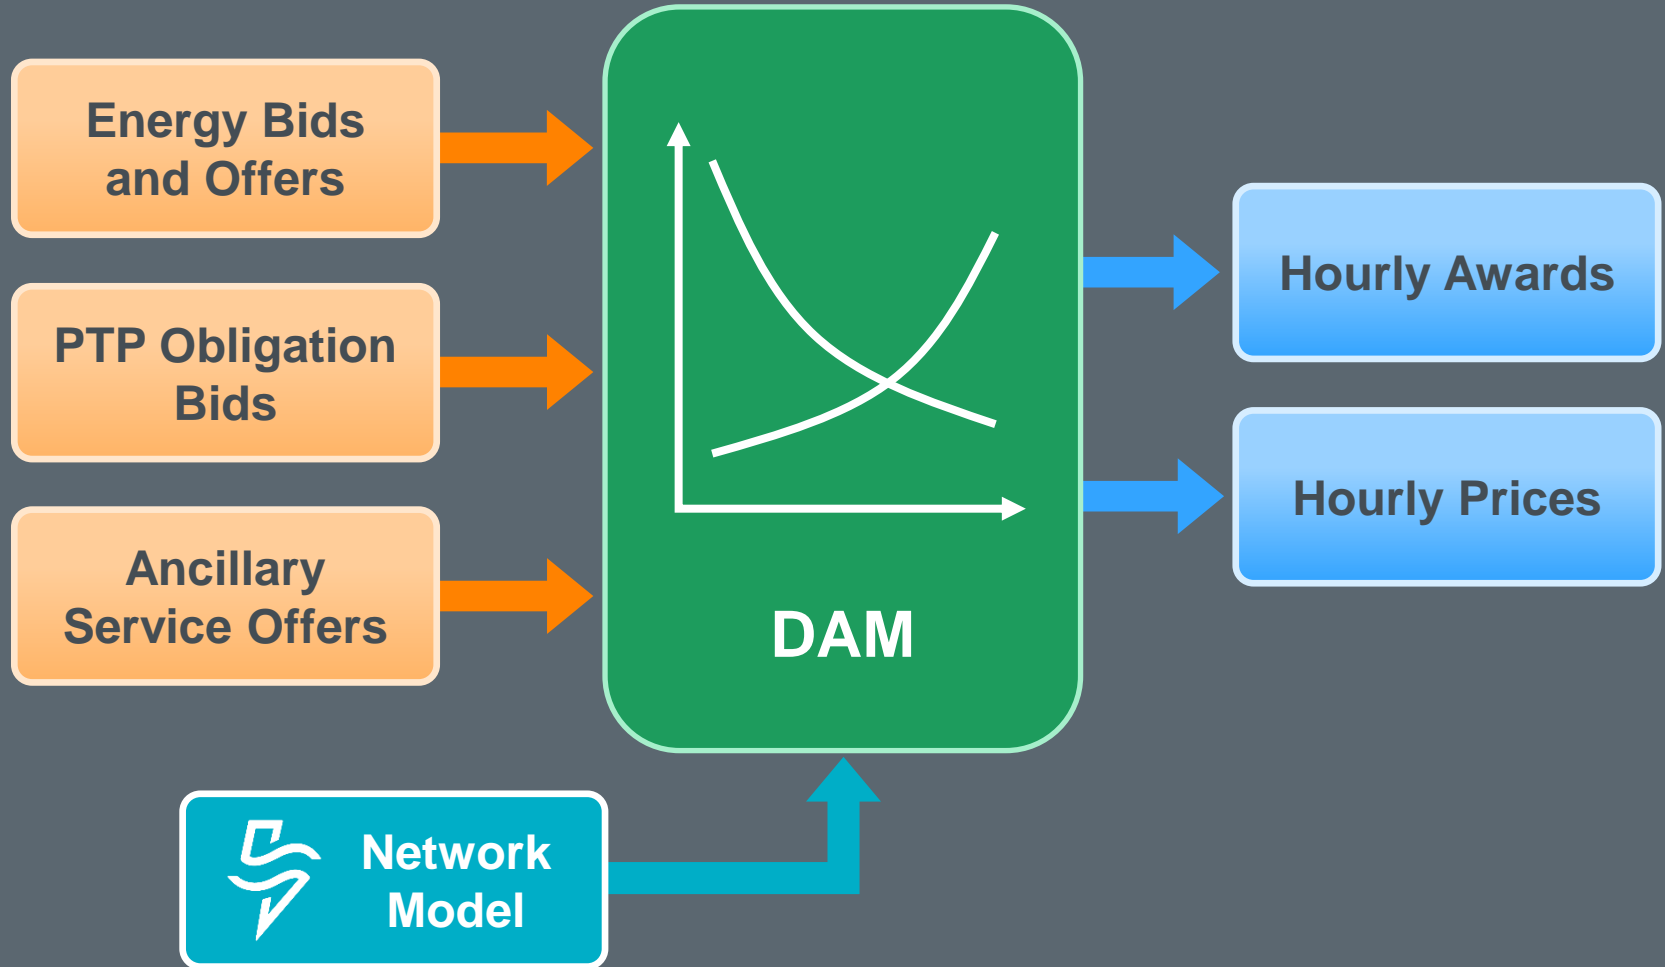 Energy Bids
and Offers
PTP Obligation
Bids
Ancillary
Service Offers
DAM
Hourly Awards
Hourly Prices
Network
Model